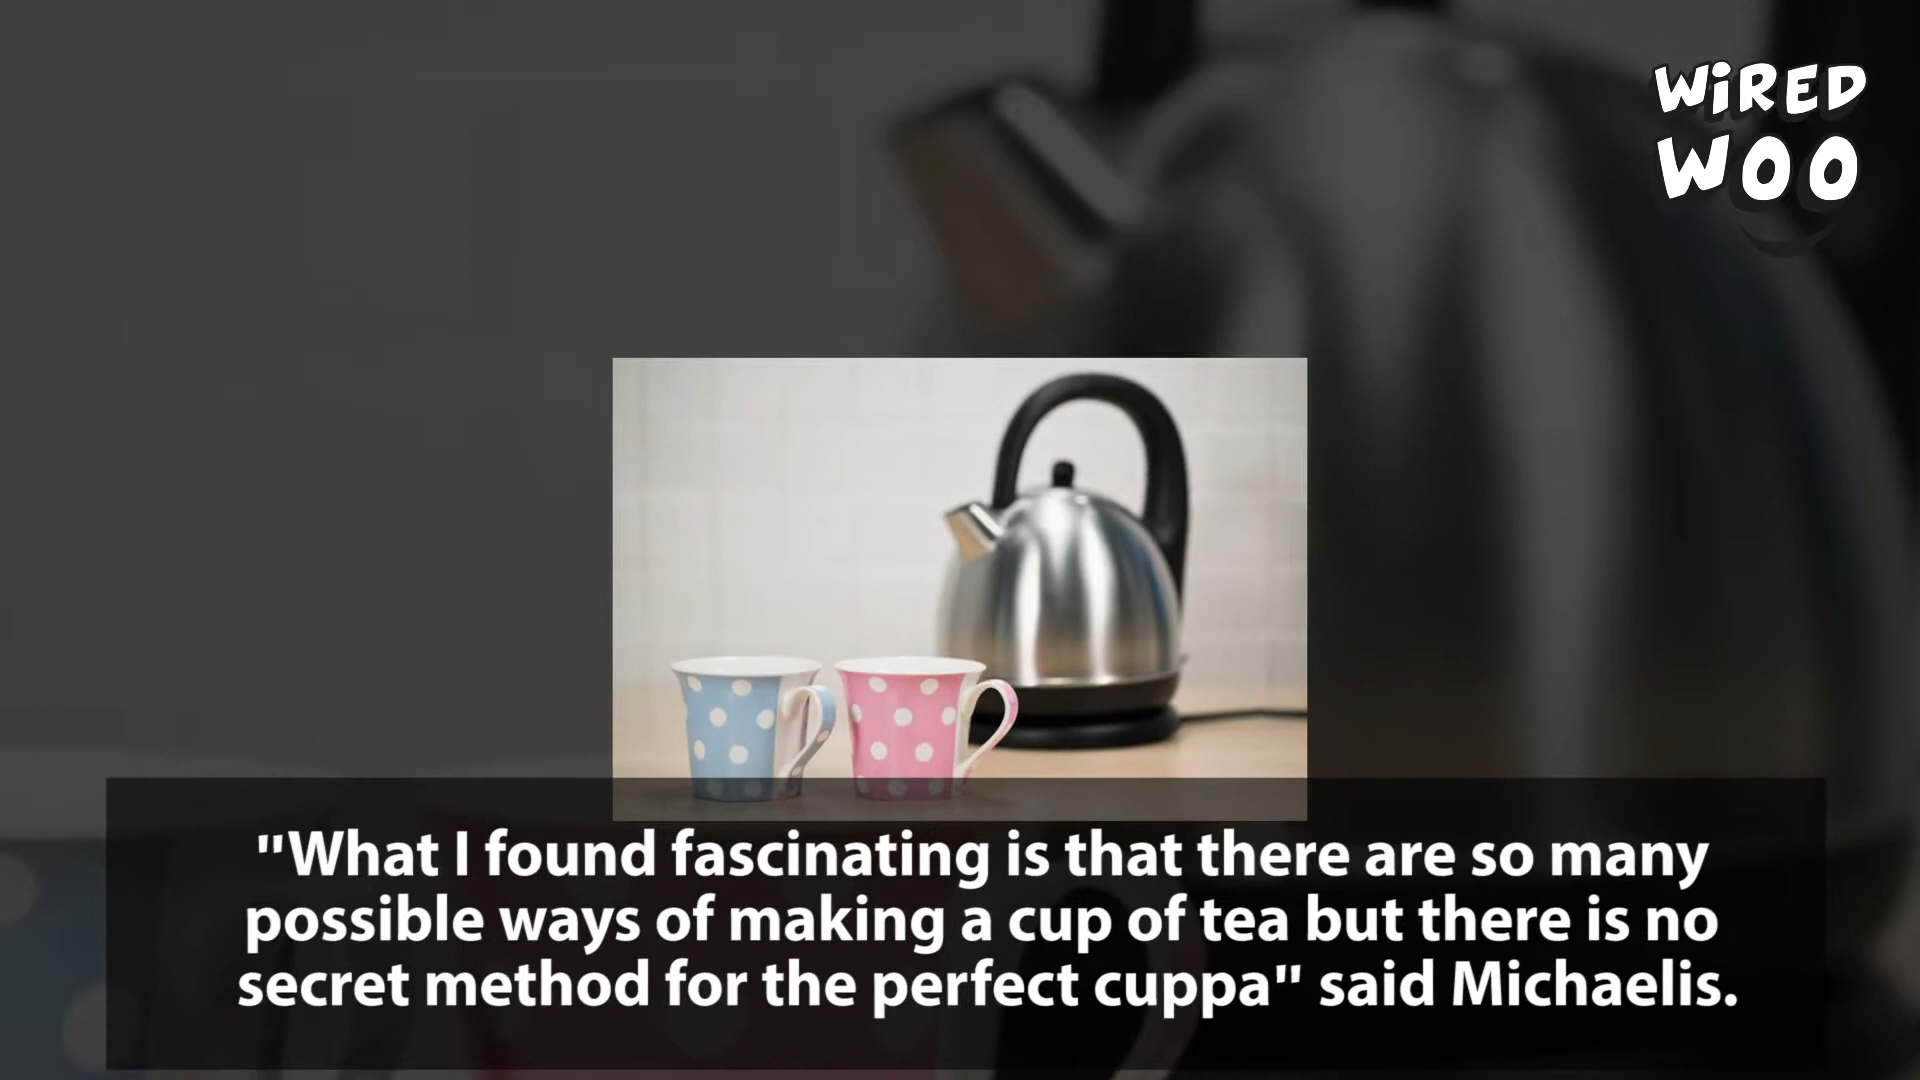 WiRED
WOO
"What I found fascinating is that there are so many
possible ways of making a cup of tea but there is no
secret method for the perfect cuppa" said Michaelis.